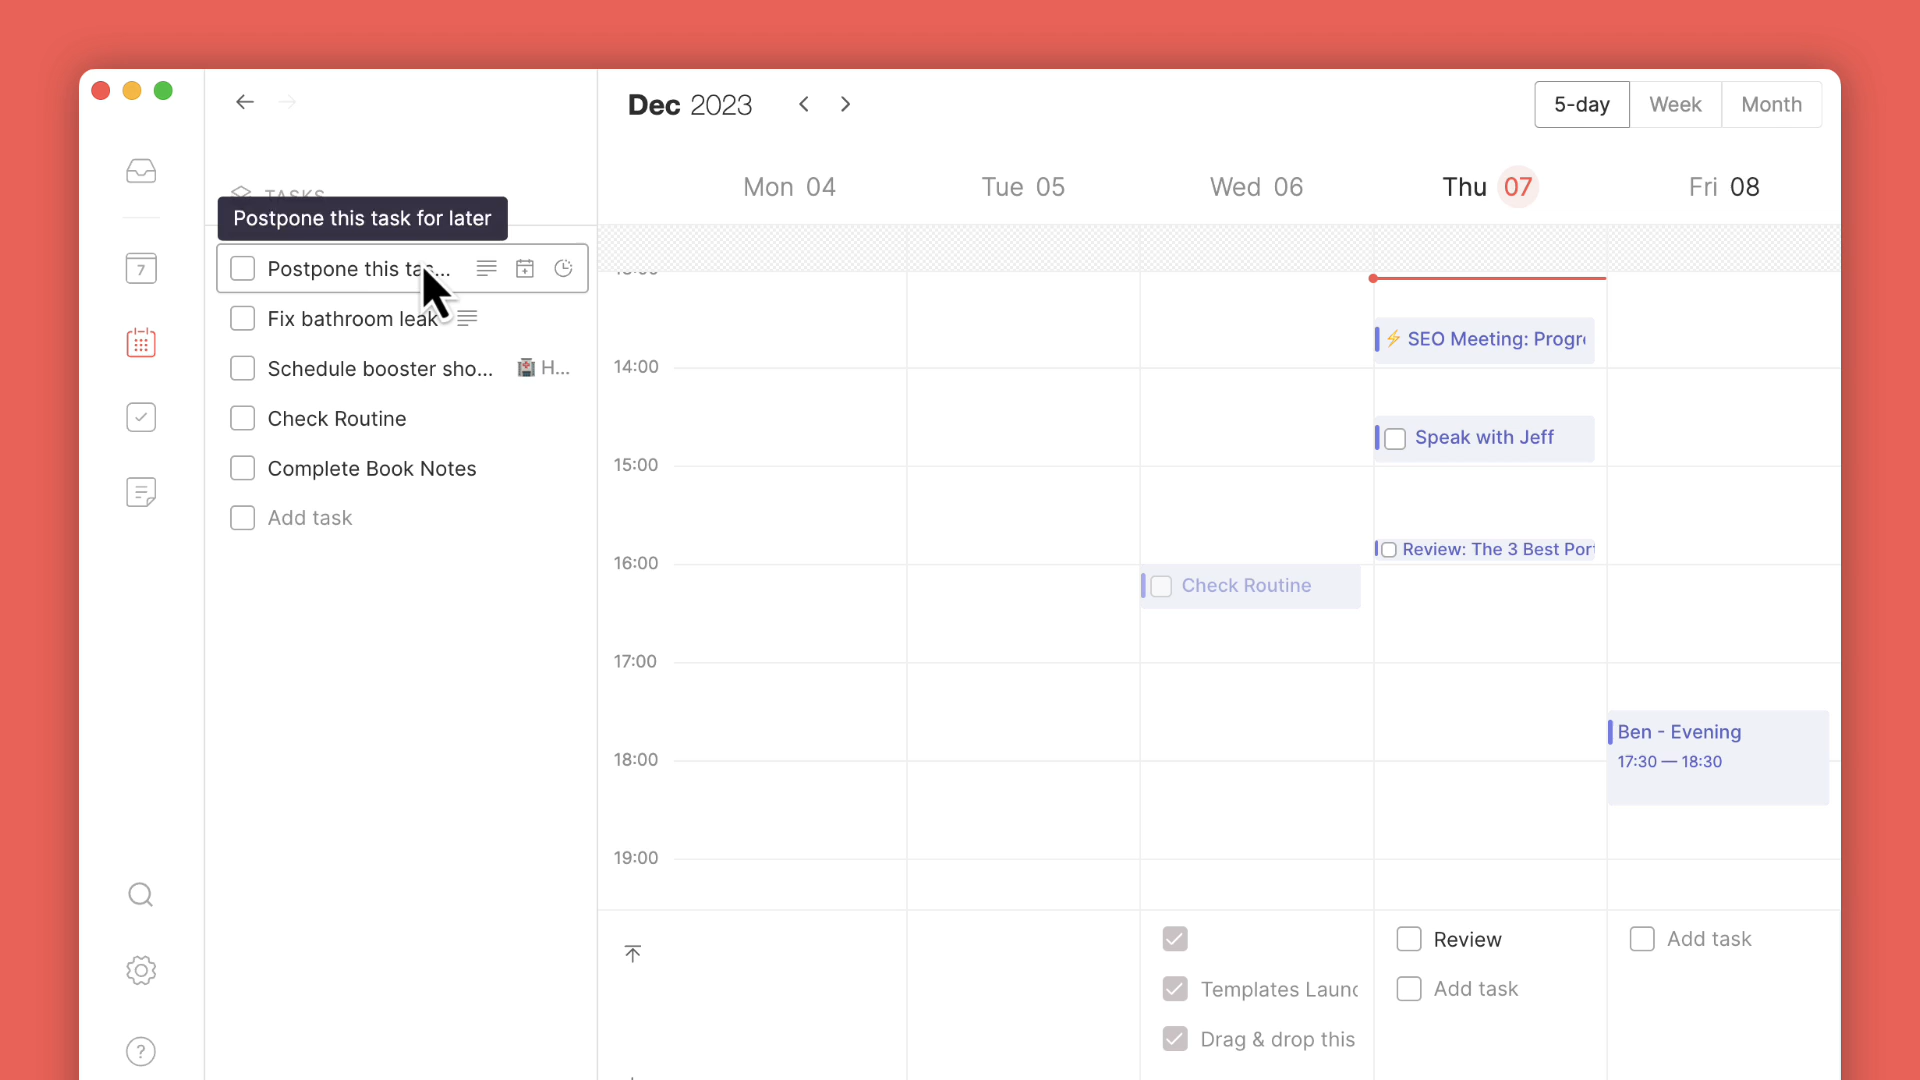 Dec 2023
5-day
Week
Month
Mon 04
Tue 05
Wed 06
Thu 07
Fri 08
TASKS
Postpone this task for later
Postpone this tas...
Fix bathroom leak
Schedule booster sho...
H...
Check Routine
Complete Book Notes
Add task
7
14:00
15:00
16:00
17:00
18:00
19:00
⚡ SEO Meeting: Progr
Speak with Jeff
Review: The 3 Best Por
Check Routine
Ben - Evening
17:30 — 18:30
Templates Launc
Drag & drop this
Review
Add task
Add task
?